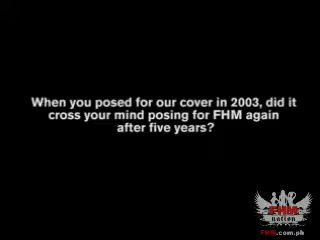 When you posed for our cover in 2003, did it
cross your mind posing for FHM again
after five years?
FHM
nation
FHM.com.ph